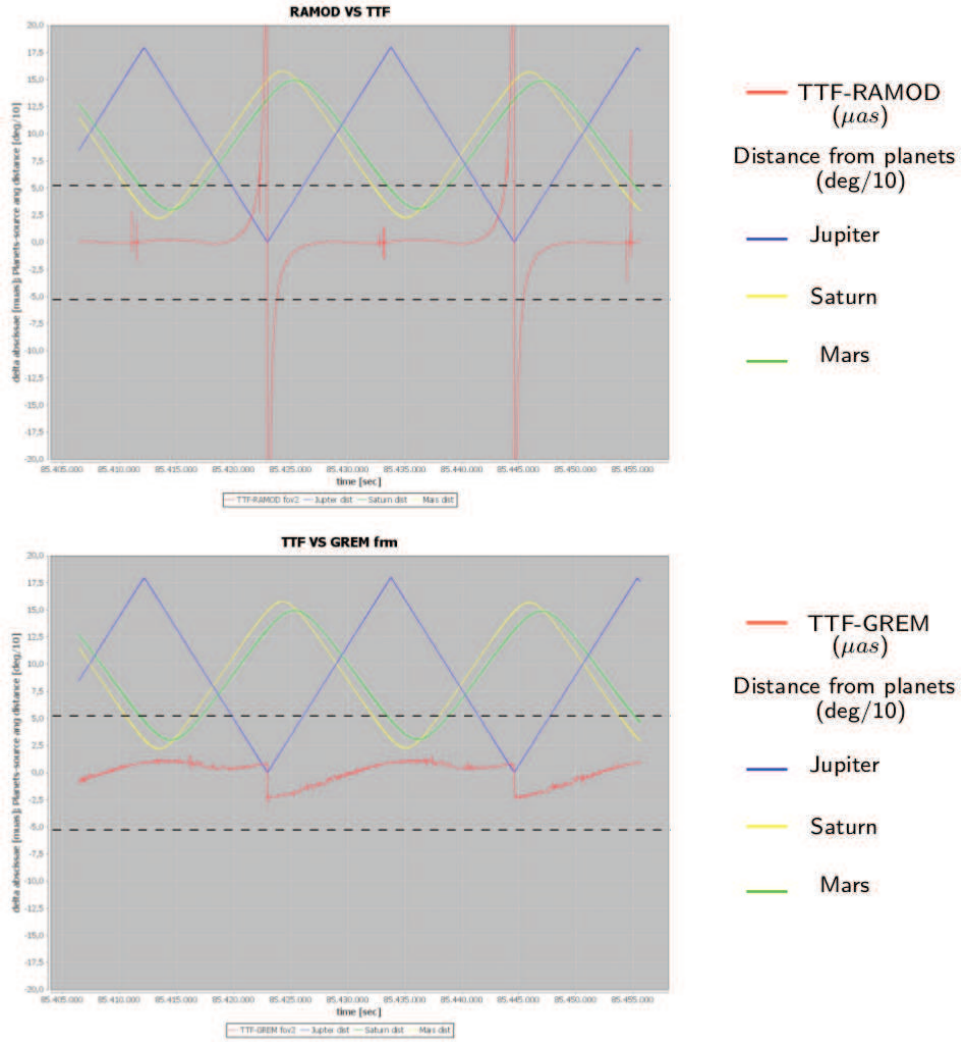 RAMOD VS TTF
delta abscissae [muas]; Planets-source ang distance [deg/10]
20,0
17,5
15,0
12,5
10,0
7,5
5,0
2,5
0,0
-2,5
-5,0
-7,5
-10,0
-12,5
-15,0
-17,5
-20,0
85.405.000 85.410.000 85.415.000 85.420.000 85.425.000 85.430.000 85.435.000 85.440.000 85.445.000 85.450.000 85.455.000
time [sec]
TTF-RAMOD fov2 Jupiter dist Saturn dist Mars dist
TTF-RAMOD
(μas)
Distance from planets
(deg/10)
Jupiter
Saturn
Mars
TTF VS GREM frm
delta abscissae [muas]; Planets-source ang distance [deg/10]
20,0
17,5
15,0
12,5
10,0
7,5
5,0
2,5
0,0
-2,5
-5,0
-7,5
-10,0
-12,5
-15,0
-17,5
-20,0
85.405.000 85.410.000 85.415.000 85.420.000 85.425.000 85.430.000 85.435.000 85.440.000 85.445.000 85.450.000 85.455.000
time [sec]
TTF-GREM fov2 Jupiter dist Saturn dist Mars dist
TTF-GREM
(μas)
Distance from planets
(deg/10)
Jupiter
Saturn
Mars